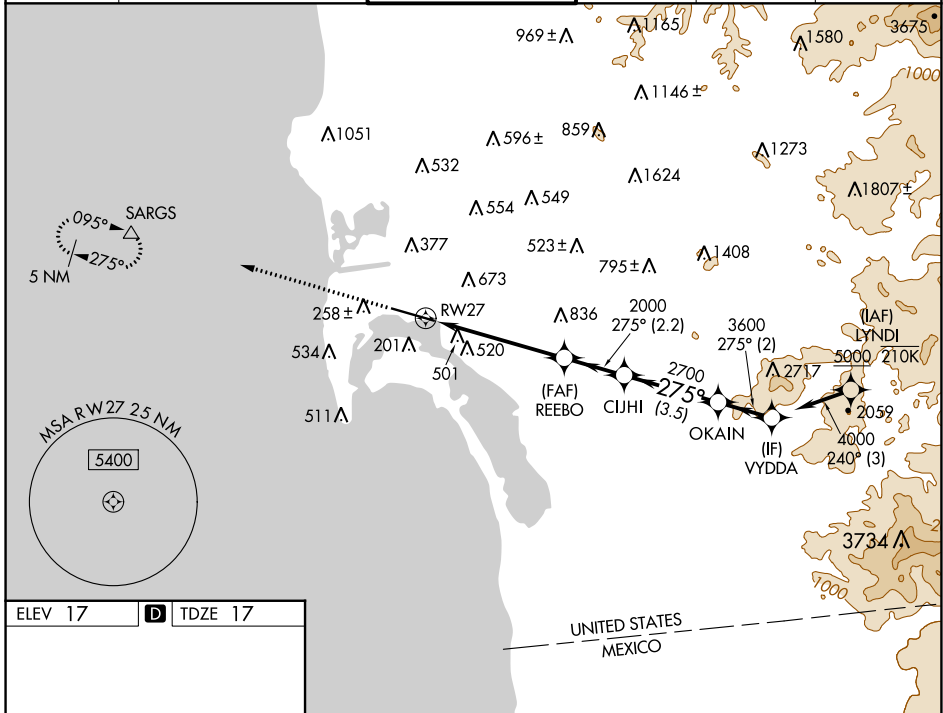 969 ±
1165
1580
3675
1000
1146 ±
1051
596 ±
859
532
1273
1624
1807 ±
549
554
095°
SARGS
275°
5 NM
377
523 ±
795 ±
1408
673
258 ±
RW27
836
2000
275° (2.2)
3600
275° (2)
(IAF)
LYNDI
5000
210K
534
201
520
501
(FAF)
REEBO
CIJHI
2700
275°
(3.5)
2717
OKAIN
(IF)
VYDDA
2059
4000
240° (3)
511
MSA RW27 25 NM
5400
3734
1000
ELEV 17
D
TDZE 17
UNITED STATES
MEXICO